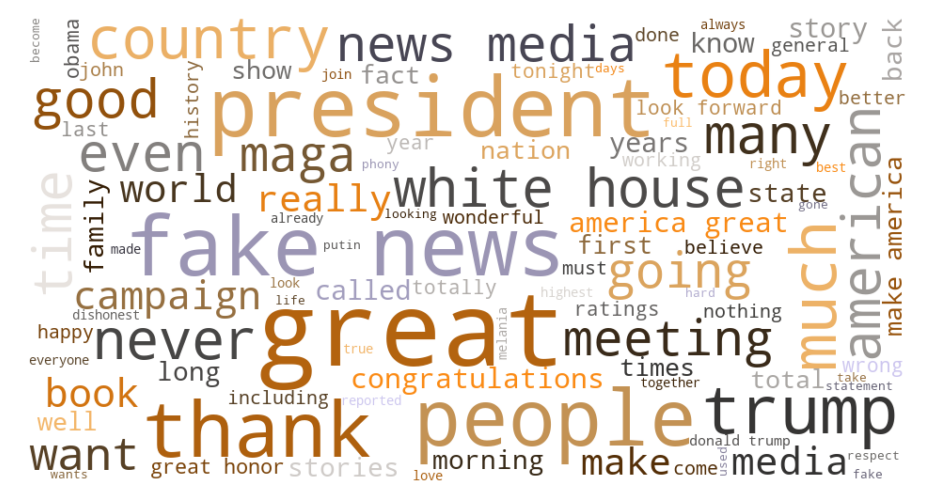 become
obama
country
news media
done
always
know
story
general
back
john
show
join
fact
tonight
days
today
good
history
president
look forward
better
last
year
full
years
many
even
maga
phony
nation
working
right
best
american
time
family
world
really
white house
state
gone
already
looking
wonderful
america great
much
make america
made
fake news
putin
first
believe
must
going
campaign
look
life
called
totally
highest
hard
ratings
nothing
dishonest
happy
never
great
true
melania
meeting
times
wrong
everyone
long
congratulations
together
total
take
statement
book
including
reported
well
thank
people
trump
donald trump
want
wants
great honor
stories
morning
love
make
come
used
media
respect
fake